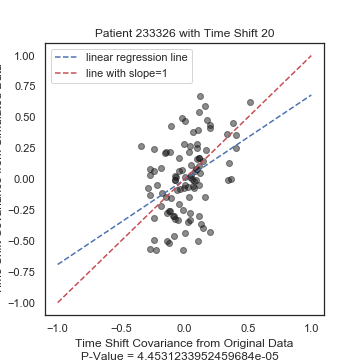 Patient 233326 with Time Shift 20
linear regression line
line with slope=1
1.00
0.75
0.50
0.25
0.00
−0.25
−0.50
−0.75
−1.00
−1.0 −0.5 0.0 0.5 1.0
Time Shift Covariance from Original Data
P-Value = 4.4531233952459684e-05